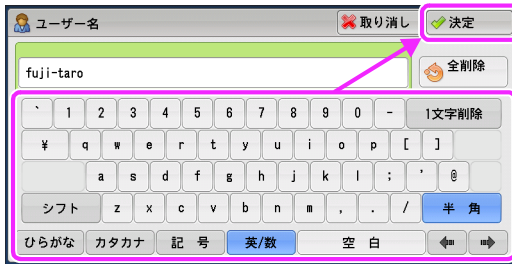 ユーザー名 取り消し 決定
fuji-taro 全削除
` 1 2 3 4 5 6 7 8 9 0 - 1文字削除
¥ q w e r t y u i o p [ ]
a s d f g h j k l ; ' @
シフト z x c v b n m , . / 半 角
ひらがな カタカナ 記 号 英/数 空 白